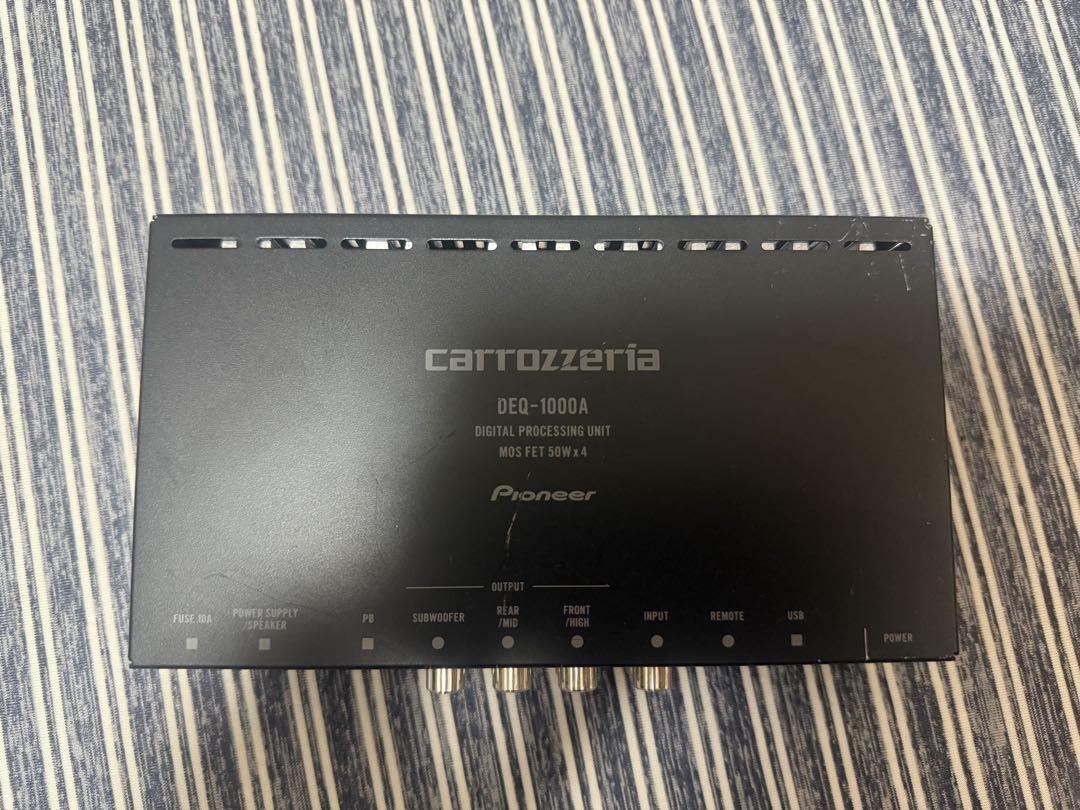 carrozzeria
DEQ-1000A
DIGITAL PROCESSING UNIT
MOS FET 50W x 4
Pioneer
OUTPUT
FUSE 10A
POWER SUPPLY
/SPEAKER
PB
SUBWOOFER
REAR
/MID
FRONT
/HIGH
INPUT
REMOTE
USB
POWER